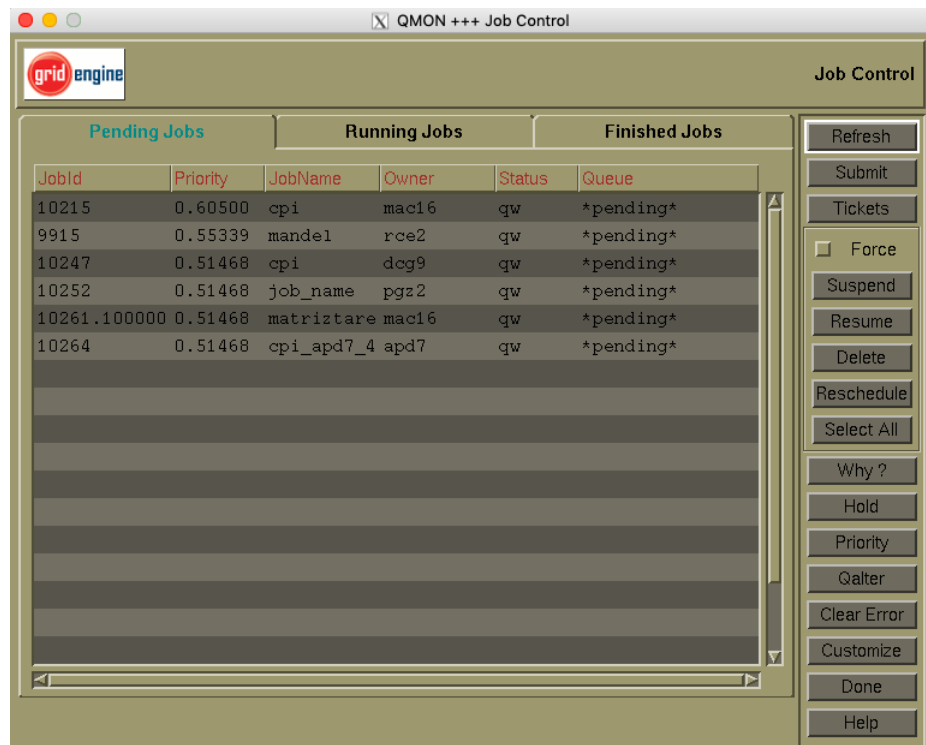 QMON +++ Job Control
grid engine
Job Control
Pending Jobs Running Jobs Finished Jobs
JobId Priority JobName Owner Status Queue
10215 0.60500 cpi mac16 qw *pending*
9915 0.55339 mandel rce2 qw *pending*
10247 0.51468 cpi dcg9 qw *pending*
10252 0.51468 job_name pgz2 qw *pending*
10261.100000 0.51468 matriztare mac16 qw *pending*
10264 0.51468 cpi_apd7_4 apd7 qw *pending*
Refresh
Submit
Tickets
Force
Suspend
Resume
Delete
Reschedule
Select All
Why ?
Hold
Priority
Qalter
Clear Error
Customize
Done
Help